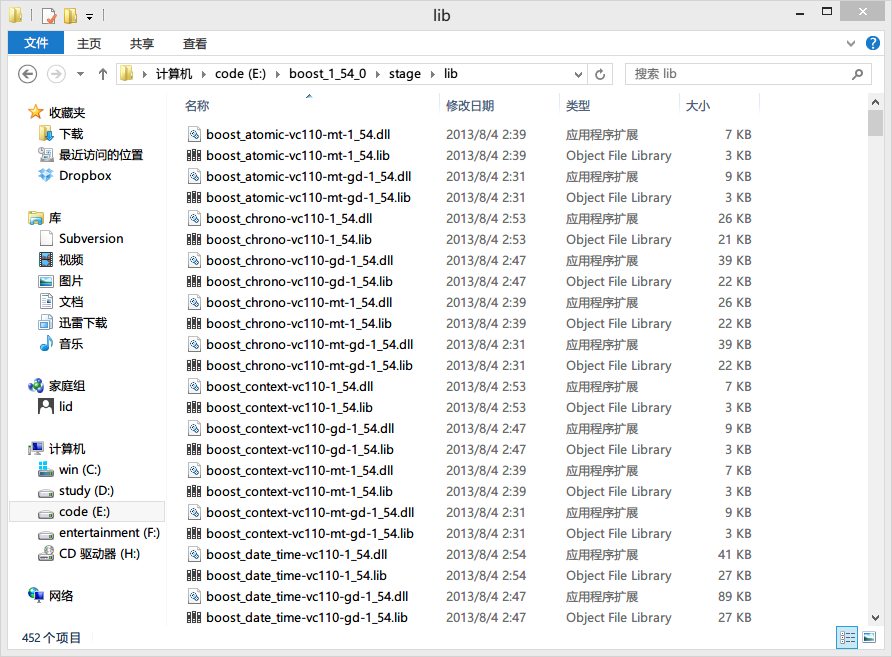 lib
文件 主页 共享 查看
计算机 code (E:) boost_1_54_0 stage lib 搜索 lib
收藏夹
下载
最近访问的位置
Dropbox
库
Subversion
视频
图片
文档
迅雷下载
音乐
家庭组
lid
计算机
win (C:)
study (D:)
code (E:)
entertainment (F:)
CD 驱动器 (H:)
网络
名称 修改日期 类型 大小
boost_atomic-vc110-mt-1_54.dll 2013/8/4 2:39 应用程序扩展 7 KB
boost_atomic-vc110-mt-1_54.lib 2013/8/4 2:39 Object File Library 3 KB
boost_atomic-vc110-mt-gd-1_54.dll 2013/8/4 2:31 应用程序扩展 9 KB
boost_atomic-vc110-mt-gd-1_54.lib 2013/8/4 2:31 Object File Library 3 KB
boost_chrono-vc110-1_54.dll 2013/8/4 2:53 应用程序扩展 26 KB
boost_chrono-vc110-1_54.lib 2013/8/4 2:53 Object File Library 21 KB
boost_chrono-vc110-gd-1_54.dll 2013/8/4 2:47 应用程序扩展 39 KB
boost_chrono-vc110-gd-1_54.lib 2013/8/4 2:47 Object File Library 22 KB
boost_chrono-vc110-mt-1_54.dll 2013/8/4 2:39 应用程序扩展 26 KB
boost_chrono-vc110-mt-1_54.lib 2013/8/4 2:39 Object File Library 22 KB
boost_chrono-vc110-mt-gd-1_54.dll 2013/8/4 2:31 应用程序扩展 39 KB
boost_chrono-vc110-mt-gd-1_54.lib 2013/8/4 2:31 Object File Library 22 KB
boost_context-vc110-1_54.dll 2013/8/4 2:53 应用程序扩展 7 KB
boost_context-vc110-1_54.lib 2013/8/4 2:53 Object File Library 3 KB
boost_context-vc110-gd-1_54.dll 2013/8/4 2:47 应用程序扩展 9 KB
boost_context-vc110-gd-1_54.lib 2013/8/4 2:47 Object File Library 3 KB
boost_context-vc110-mt-1_54.dll 2013/8/4 2:39 应用程序扩展 7 KB
boost_context-vc110-mt-1_54.lib 2013/8/4 2:39 Object File Library 3 KB
boost_context-vc110-mt-gd-1_54.dll 2013/8/4 2:31 应用程序扩展 9 KB
boost_context-vc110-mt-gd-1_54.lib 2013/8/4 2:31 Object File Library 3 KB
boost_date_time-vc110-1_54.dll 2013/8/4 2:54 应用程序扩展 41 KB
boost_date_time-vc110-1_54.lib 2013/8/4 2:54 Object File Library 27 KB
boost_date_time-vc110-gd-1_54.dll 2013/8/4 2:47 应用程序扩展 89 KB
boost_date_time-vc110-gd-1_54.lib 2013/8/4 2:47 Object File Library 27 KB
452 个项目